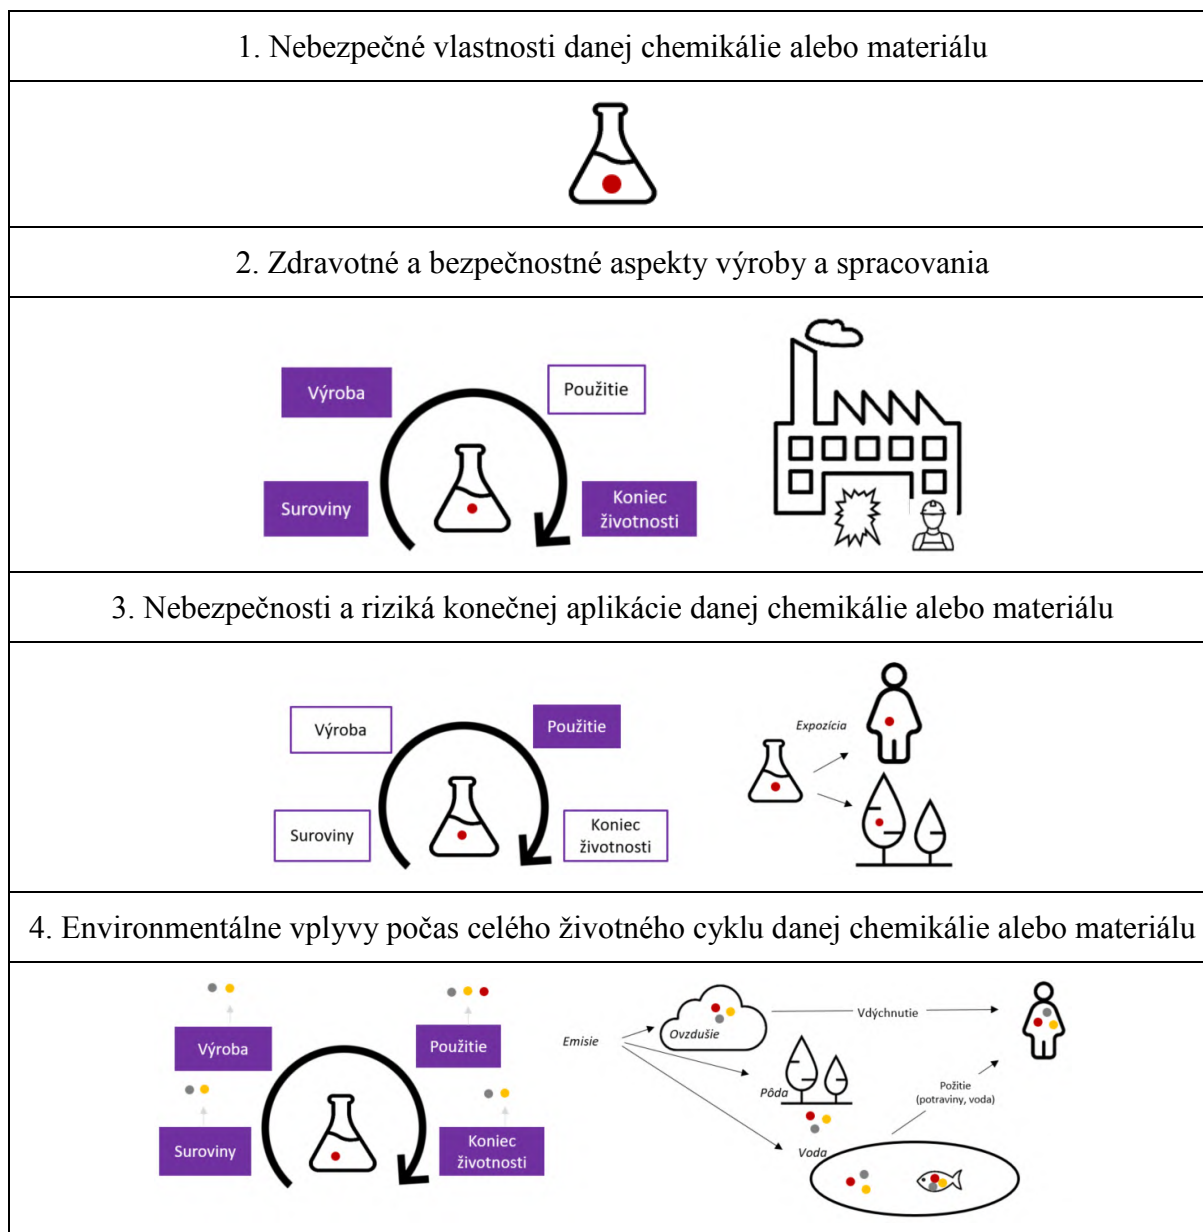 1. Nebezpečné vlastnosti danej chemikálie alebo materiálu
2. Zdravotné a bezpečnostné aspekty výroby a spracovania
Výroba
Použitie
Suroviny
Koniec
životnosti
3. Nebezpečnosti a riziká konečnej aplikácie danej chemikálie alebo materiálu
Výroba
Použitie
Suroviny
Koniec
životnosti
Expozícia
4. Environmentálne vplyvy počas celého životného cyklu danej chemikálie alebo materiálu
Výroba
Použitie
Suroviny
Koniec
životnosti
Emisie
Ovzdušie
Vdýchnutie
Pôda
Požitie
(potraviny, voda)
Voda